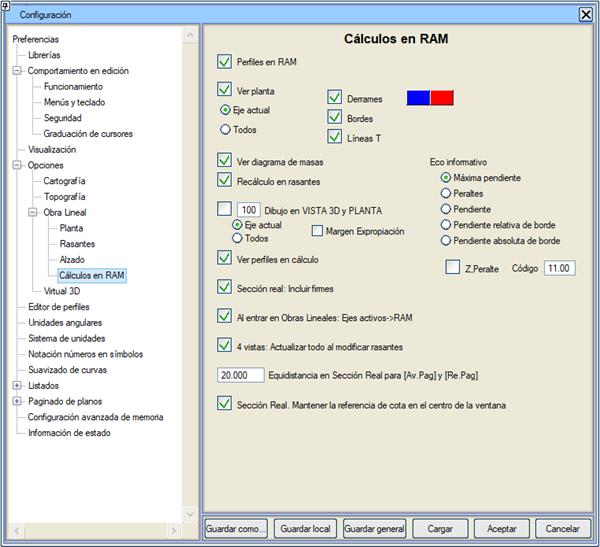 Configuración
Preferencias
Librerías
Comportamiento en edición
Funcionamiento
Menús y teclado
Seguridad
Graduación de cursores
Visualización
Opciones
Cartografía
Topografía
Obra Lineal
Planta
Rasantes
Alzado
Cálculos en RAM
Virtual 3D
Editor de perfiles
Unidades angulares
Sistema de unidades
Notación números en símbolos
Suavizado de curvas
Listados
Paginado de planos
Configuración avanzada de memoria
Información de estado
Cálculos en RAM
Perfiles en RAM
Ver planta
Eje actual
Todos
Derrames
Bordes
Líneas T
Ver diagrama de masas
Recálculo en rasantes
100 Dibujo en VISTA 3D y PLANTA
Eje actual
Todos
Margen Expropiación
Eco informativo
Máxima pendiente
Peraltes
Pendiente
Pendiente relativa de borde
Pendiente absoluta de borde
Z,Peralte Código 11.00
Ver perfiles en cálculo
Sección real: Incluir firmes
Al entrar en Obras Lineales: Ejes activos->RAM
4 vistas: Actualizar todo al modificar rasantes
20.000 Equidistancia en Sección Real para [Av.Pag] y [Re.Pag]
Sección Real. Mantener la referencia de cota en el centro de la ventana
Guardar como... Guardar local Guardar general Cargar Aceptar Cancelar